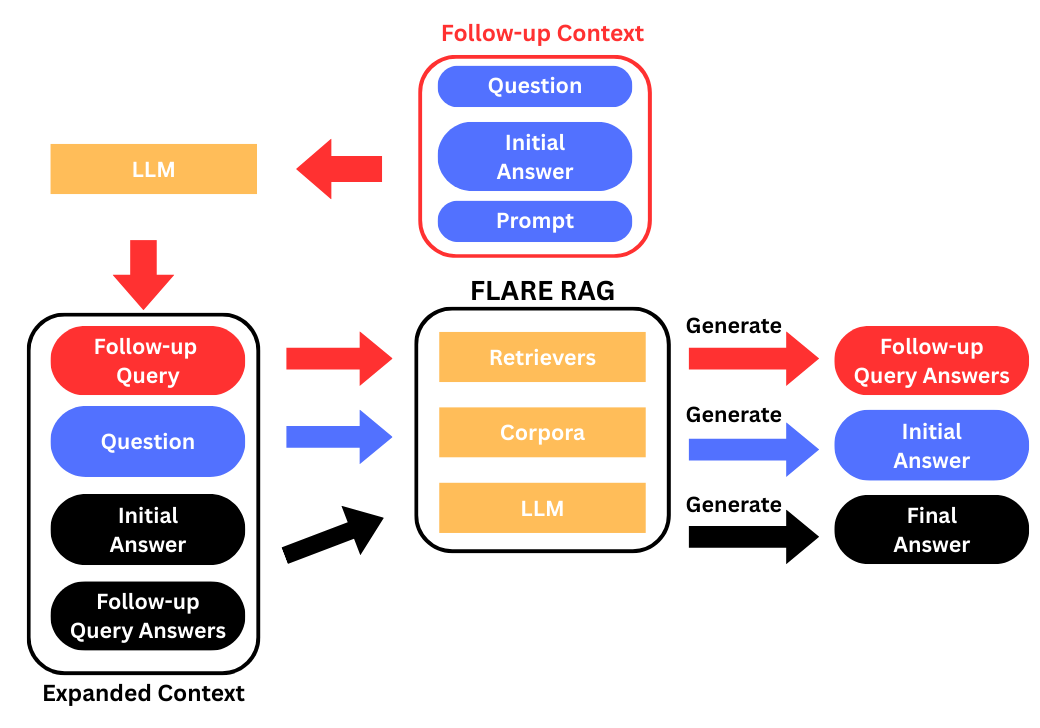 Follow-up Context
Question
Initial
Answer
Prompt
LLM
FLARE RAG
Follow-up
Query
Question
Initial
Answer
Follow-up
Query Answers
Expanded Context
Retrievers
Corpora
LLM
Generate
Follow-up
Query Answers
Generate
Initial
Answer
Generate
Final
Answer